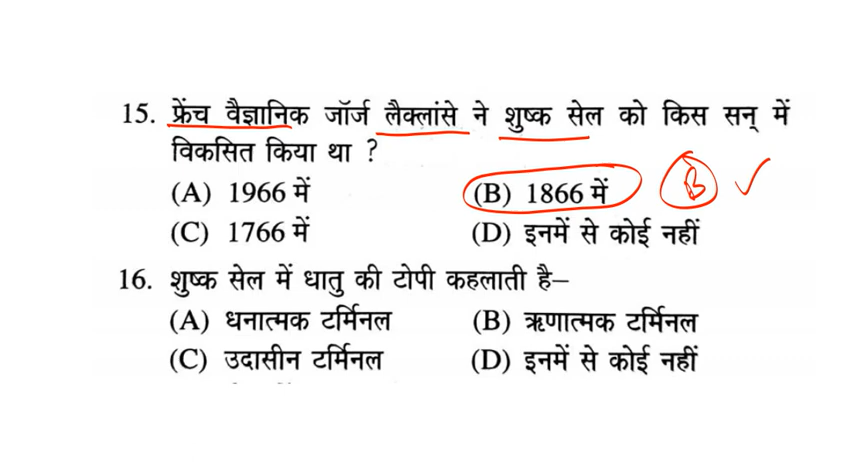 15. फ्रेंच वैज्ञानिक जॉर्ज लैक्लांसे ने शुष्क सेल को किस सन् में
विकसित किया था ?
(A) 1966 में (B) 1866 में B ✓
(C) 1766 में (D) इनमें से कोई नहीं
16. शुष्क सेल में धातु की टोपी कहलाती है–
(A) धनात्मक टर्मिनल (B) ऋणात्मक टर्मिनल
(C) उदासीन टर्मिनल (D) इनमें से कोई नहीं